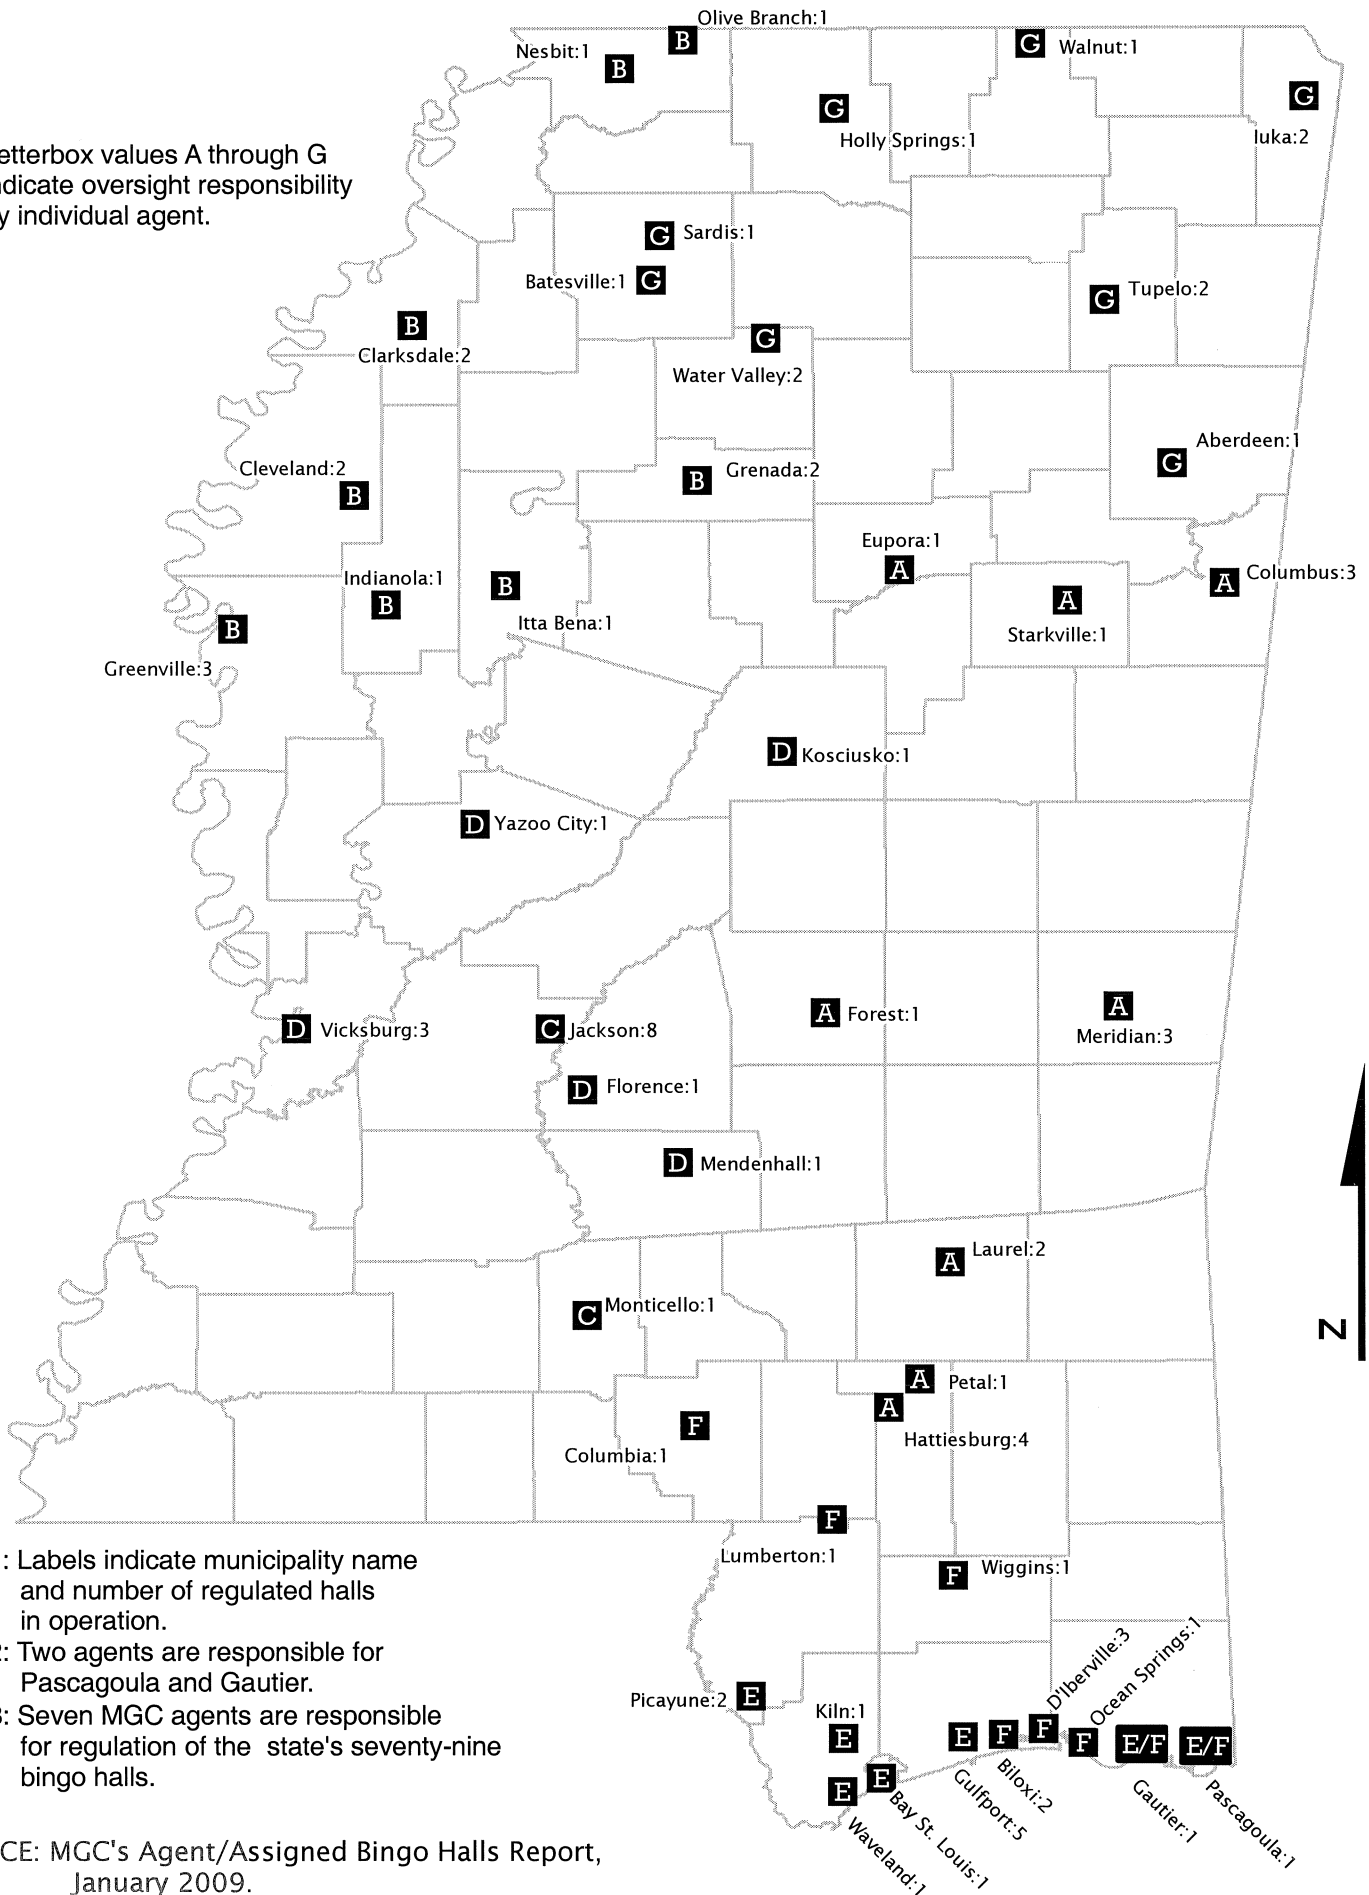 Olive Branch:1
B
Nesbit:1
B
G
Walnut:1
G
Iuka:2
G
Holly Springs:1
etterbox values A through G
ndicate oversight responsibility
y individual agent.
G
Sardis:1
Batesville:1
G
G
Tupelo:2
B
Clarksdale:2
G
Water Valley:2
Aberdeen:1
G
Cleveland:2
B
B
Grenada:2
Eupora:1
A
Indianola:1
B
B
Itta Bena:1
A
Starkville:1
A
Columbus:3
B
Greenville:3
D
Kosciusko:1
D
Yazoo City:1
D
Vicksburg:3
C
Jackson:8
A
Forest:1
A
Meridian:3
D
Florence:1
D
Mendenhall:1
A
Laurel:2
C
Monticello:1
N
A
Petal:1
A
Hattiesburg:4
F
Columbia:1
F
Lumberton:1
F
Wiggins:1
: Labels indicate municipality name
and number of regulated halls
in operation.
: Two agents are responsible for
Pascagoula and Gautier.
: Seven MGC agents are responsible
for regulation of the state's seventy-nine
bingo halls.
Picayune:2
E
Kiln:1
E
E
Waveland:1
E
Bay St. Louis:1
E
Gulfport:5
F
Biloxi:2
F
D'Iberville:3
F
Ocean Springs:1
E/F
Gautier:1
E/F
Pascagoula:1
CE: MGC's Agent/Assigned Bingo Halls Report,
January 2009.